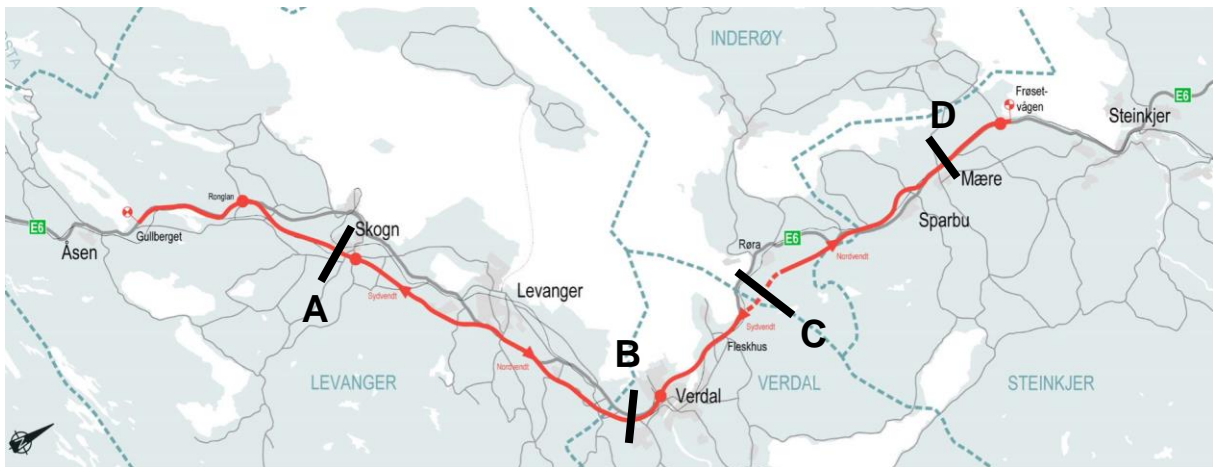 INDERØY
STA
E6
Frøset-
vågen
Steinkjer
D
Mære
Ronglan
E6
Gullberget
Åsen
Skogn
Sparbu
Røra
E6
Nordvendt
A
Sydvendt
Levanger
C
Sydvendt
Fleskhus
B
Nordvendt
LEVANGER
Verdal
VERDAL
STEINKJER